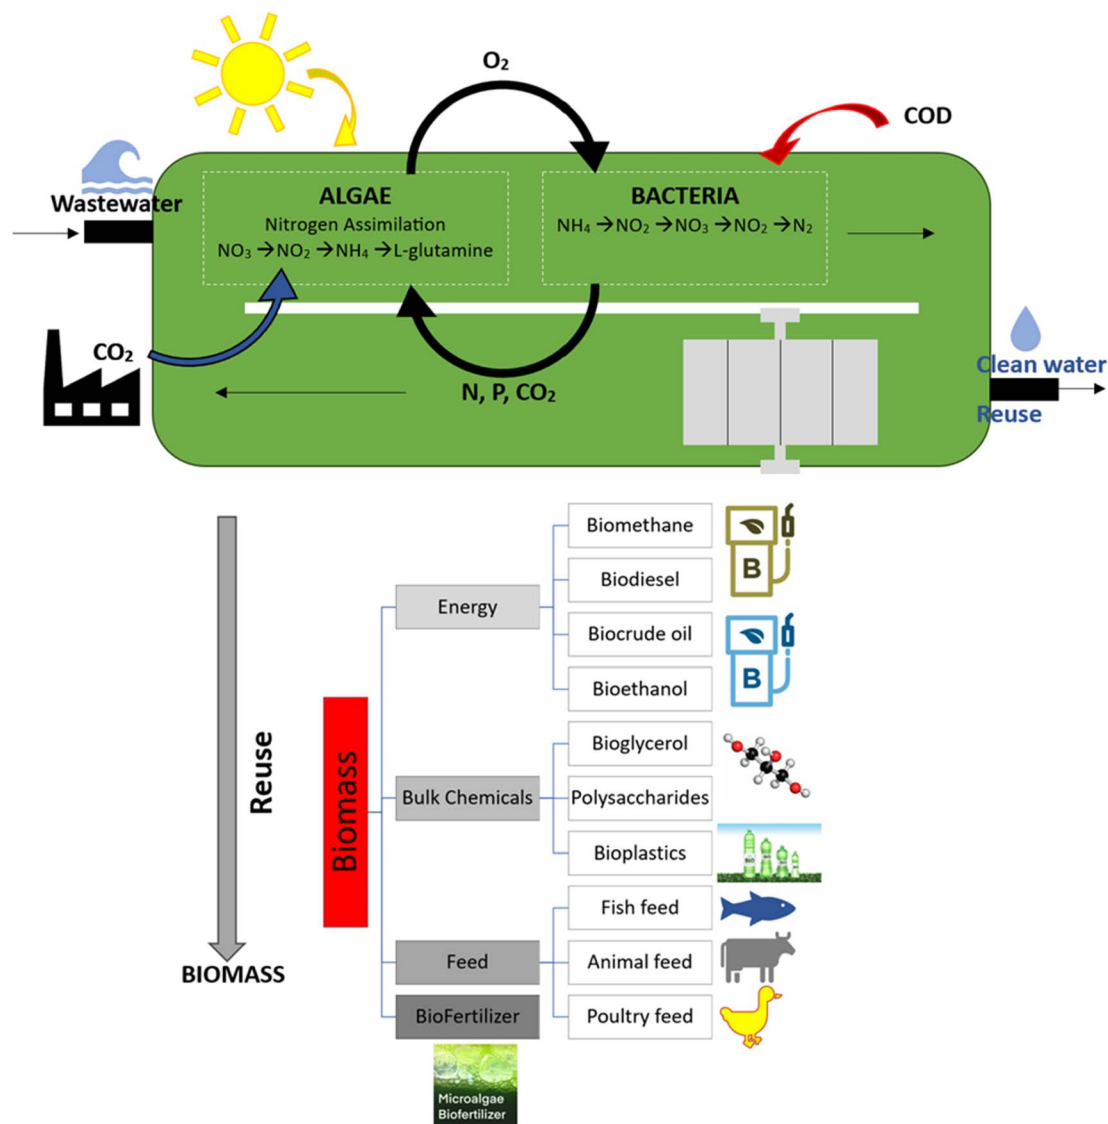 O₂
COD
Wastewater
ALGAE
Nitrogen Assimilation
NO₃ →NO₂ →NH₄ →L-glutamine
BACTERIA
NH₄ →NO₂ →NO₃ →NO₂ →N₂
CO₂
N, P, CO₂
Clean water
Reuse
Reuse
BIOMASS
Biomass
Energy
Biomethane
Biodiesel
Biocrude oil
Bioethanol
B
B
Bulk Chemicals
Bioglycerol
Polysaccharides
Bioplastics
Feed
Fish feed
Animal feed
Poultry feed
BioFertilizer
Microalgae
Biofertilizer